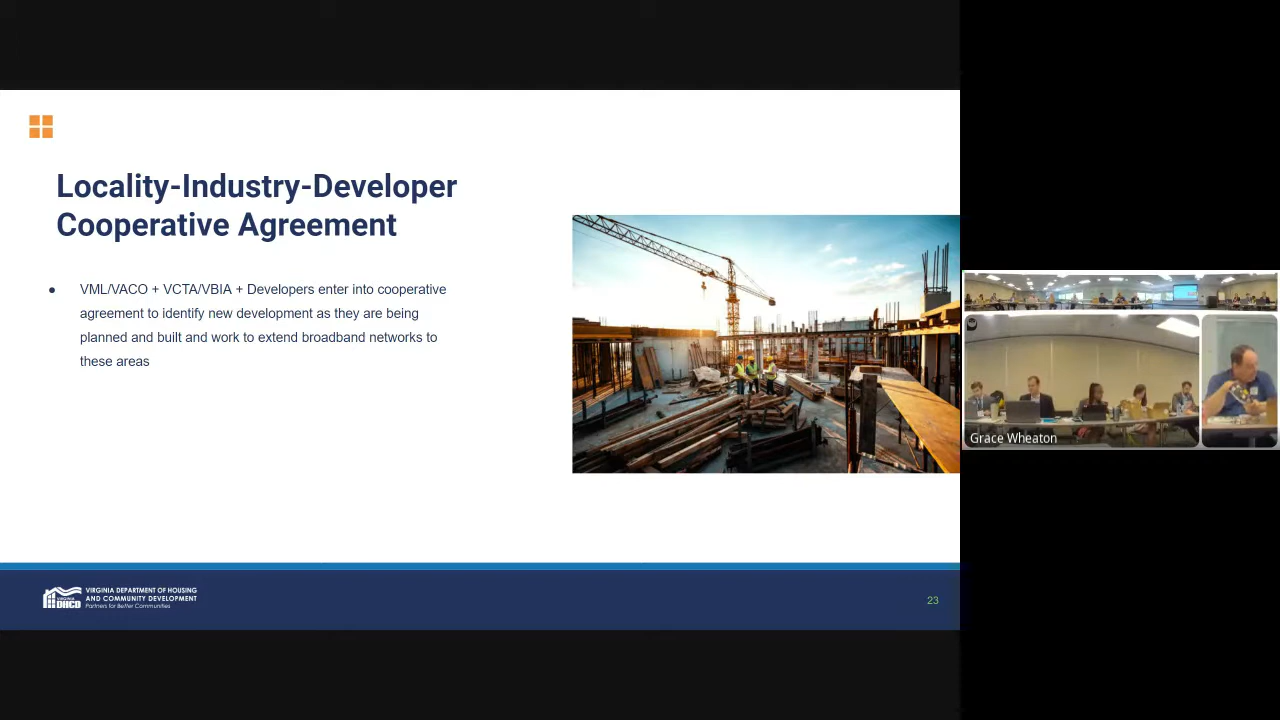 Locality-Industry-Developer
Cooperative Agreement
● VML/VACO + VCTA/VBIA + Developers enter into cooperative
agreement to identify new development as they are being
planned and built and work to extend broadband networks to
these areas
VIRGINIA
DHCD
VIRGINIA DEPARTMENT OF HOUSING
AND COMMUNITY DEVELOPMENT
Partners for Better Communities
23
Grace Wheaton